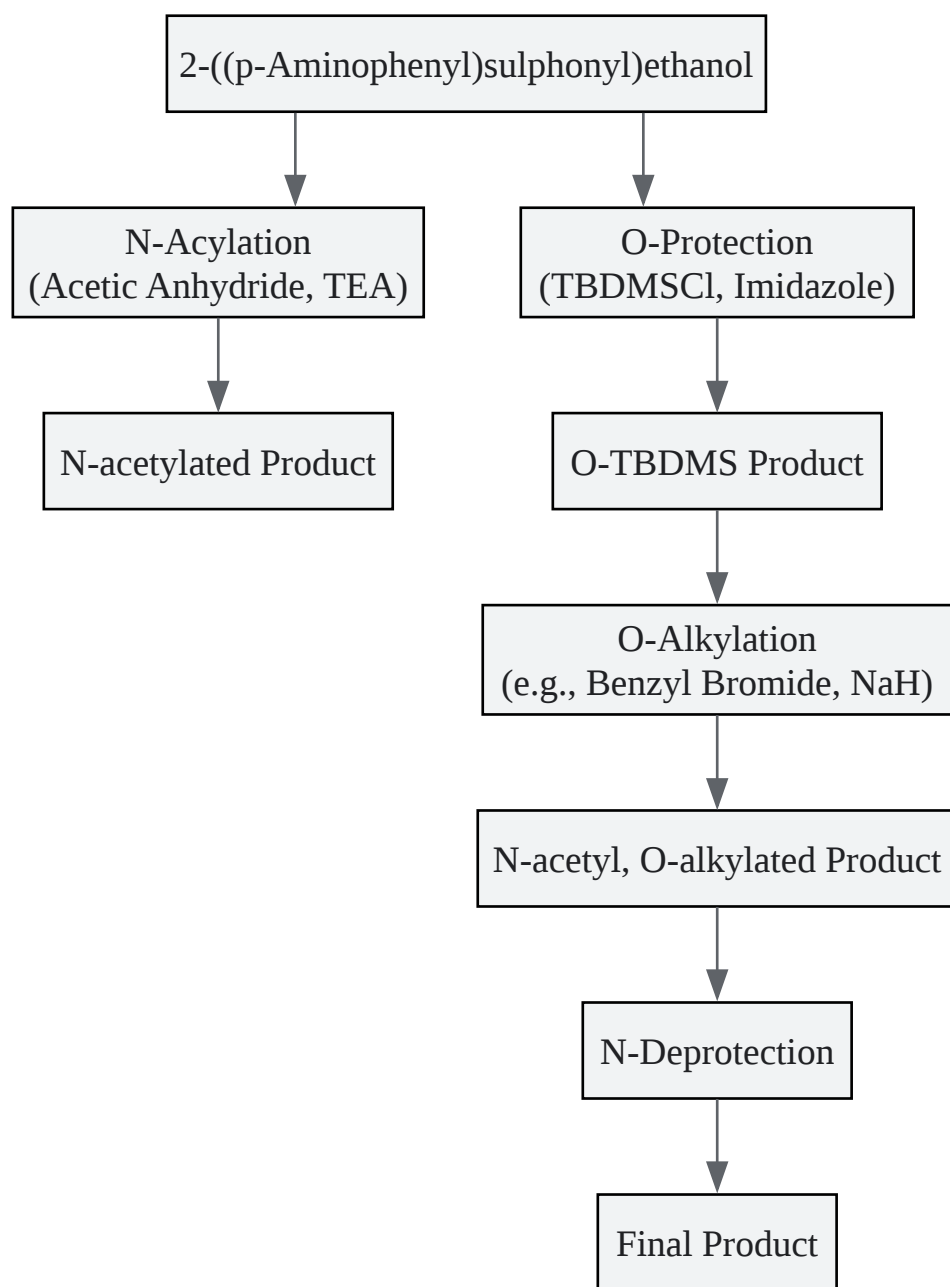 2-((p-Aminophenyl)sulphonyl)ethanol
N-Acylation
(Acetic Anhydride, TEA)
O-Protection
(TBDMSCl, Imidazole)
N-acetylated Product
O-TBDMS Product
O-Alkylation
(e.g., Benzyl Bromide, NaH)
N-acetyl, O-alkylated Product
N-Deprotection
Final Product